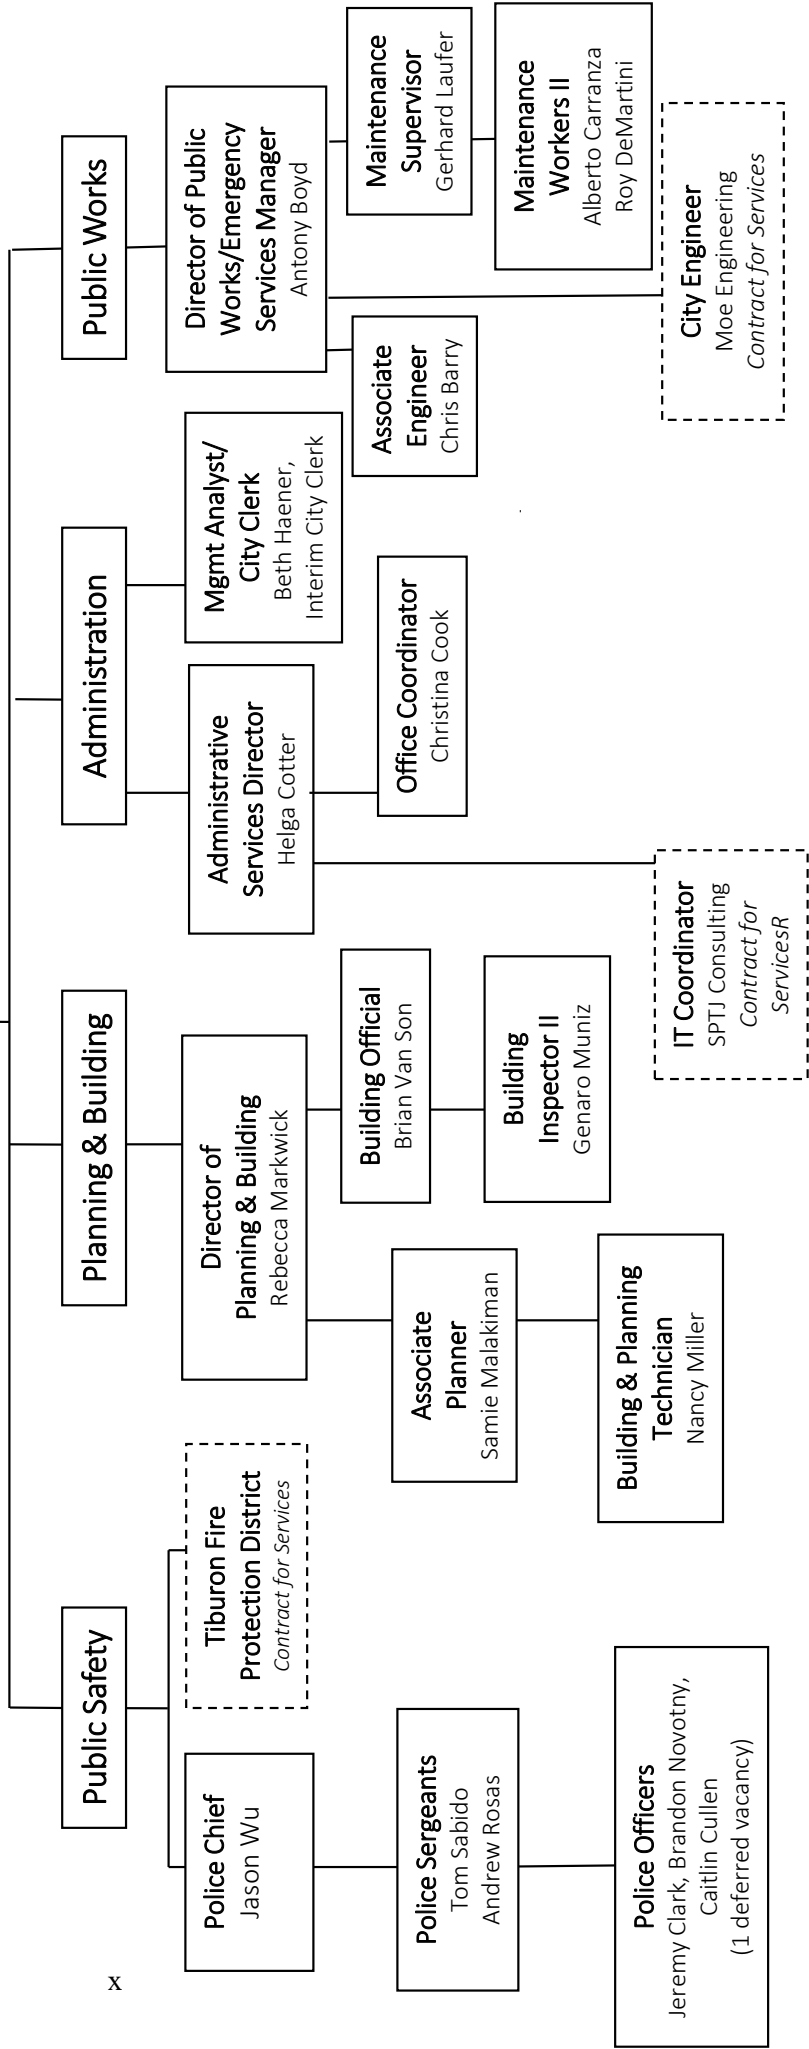 Public Safety
Police Chief
Jason Wu
Tiburon Fire
Protection District
Contract for Services
Police Sergeants
Tom Sabido
Andrew Rosas
Police Officers
Jeremy Clark, Brandon Novotny,
Caitlin Cullen
(1 deferred vacancy)
Planning & Building
Director of
Planning & Building
Rebecca Markwick
Associate
Planner
Samie Malakiman
Building & Planning
Technician
Nancy Miller
Building Official
Brian Van Son
Building
Inspector II
Genaro Muniz
Administration
Administrative
Services Director
Helga Cotter
Mgmt Analyst/
City Clerk
Beth Haener,
Interim City Clerk
Office Coordinator
Christina Cook
IT Coordinator
SPTJ Consulting
Contract for
ServicesR
Public Works
Director of Public
Works/Emergency
Services Manager
Antony Boyd
Associate
Engineer
Chris Barry
Maintenance
Supervisor
Gerhard Laufer
Maintenance
Workers II
Alberto Carranza
Roy DeMartini
City Engineer
Moe Engineering
Contract for Services
x